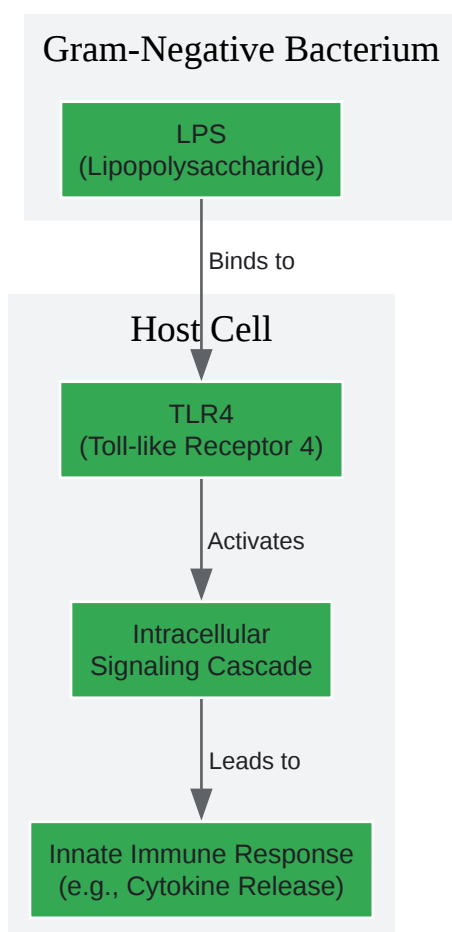 Gram-Negative Bacterium
LPS
(Lipopolysaccharide)
Binds to
Host Cell
TLR4
(Toll-like Receptor 4)
Activates
Intracellular
Signaling Cascade
Leads to
Innate Immune Response
(e.g., Cytokine Release)